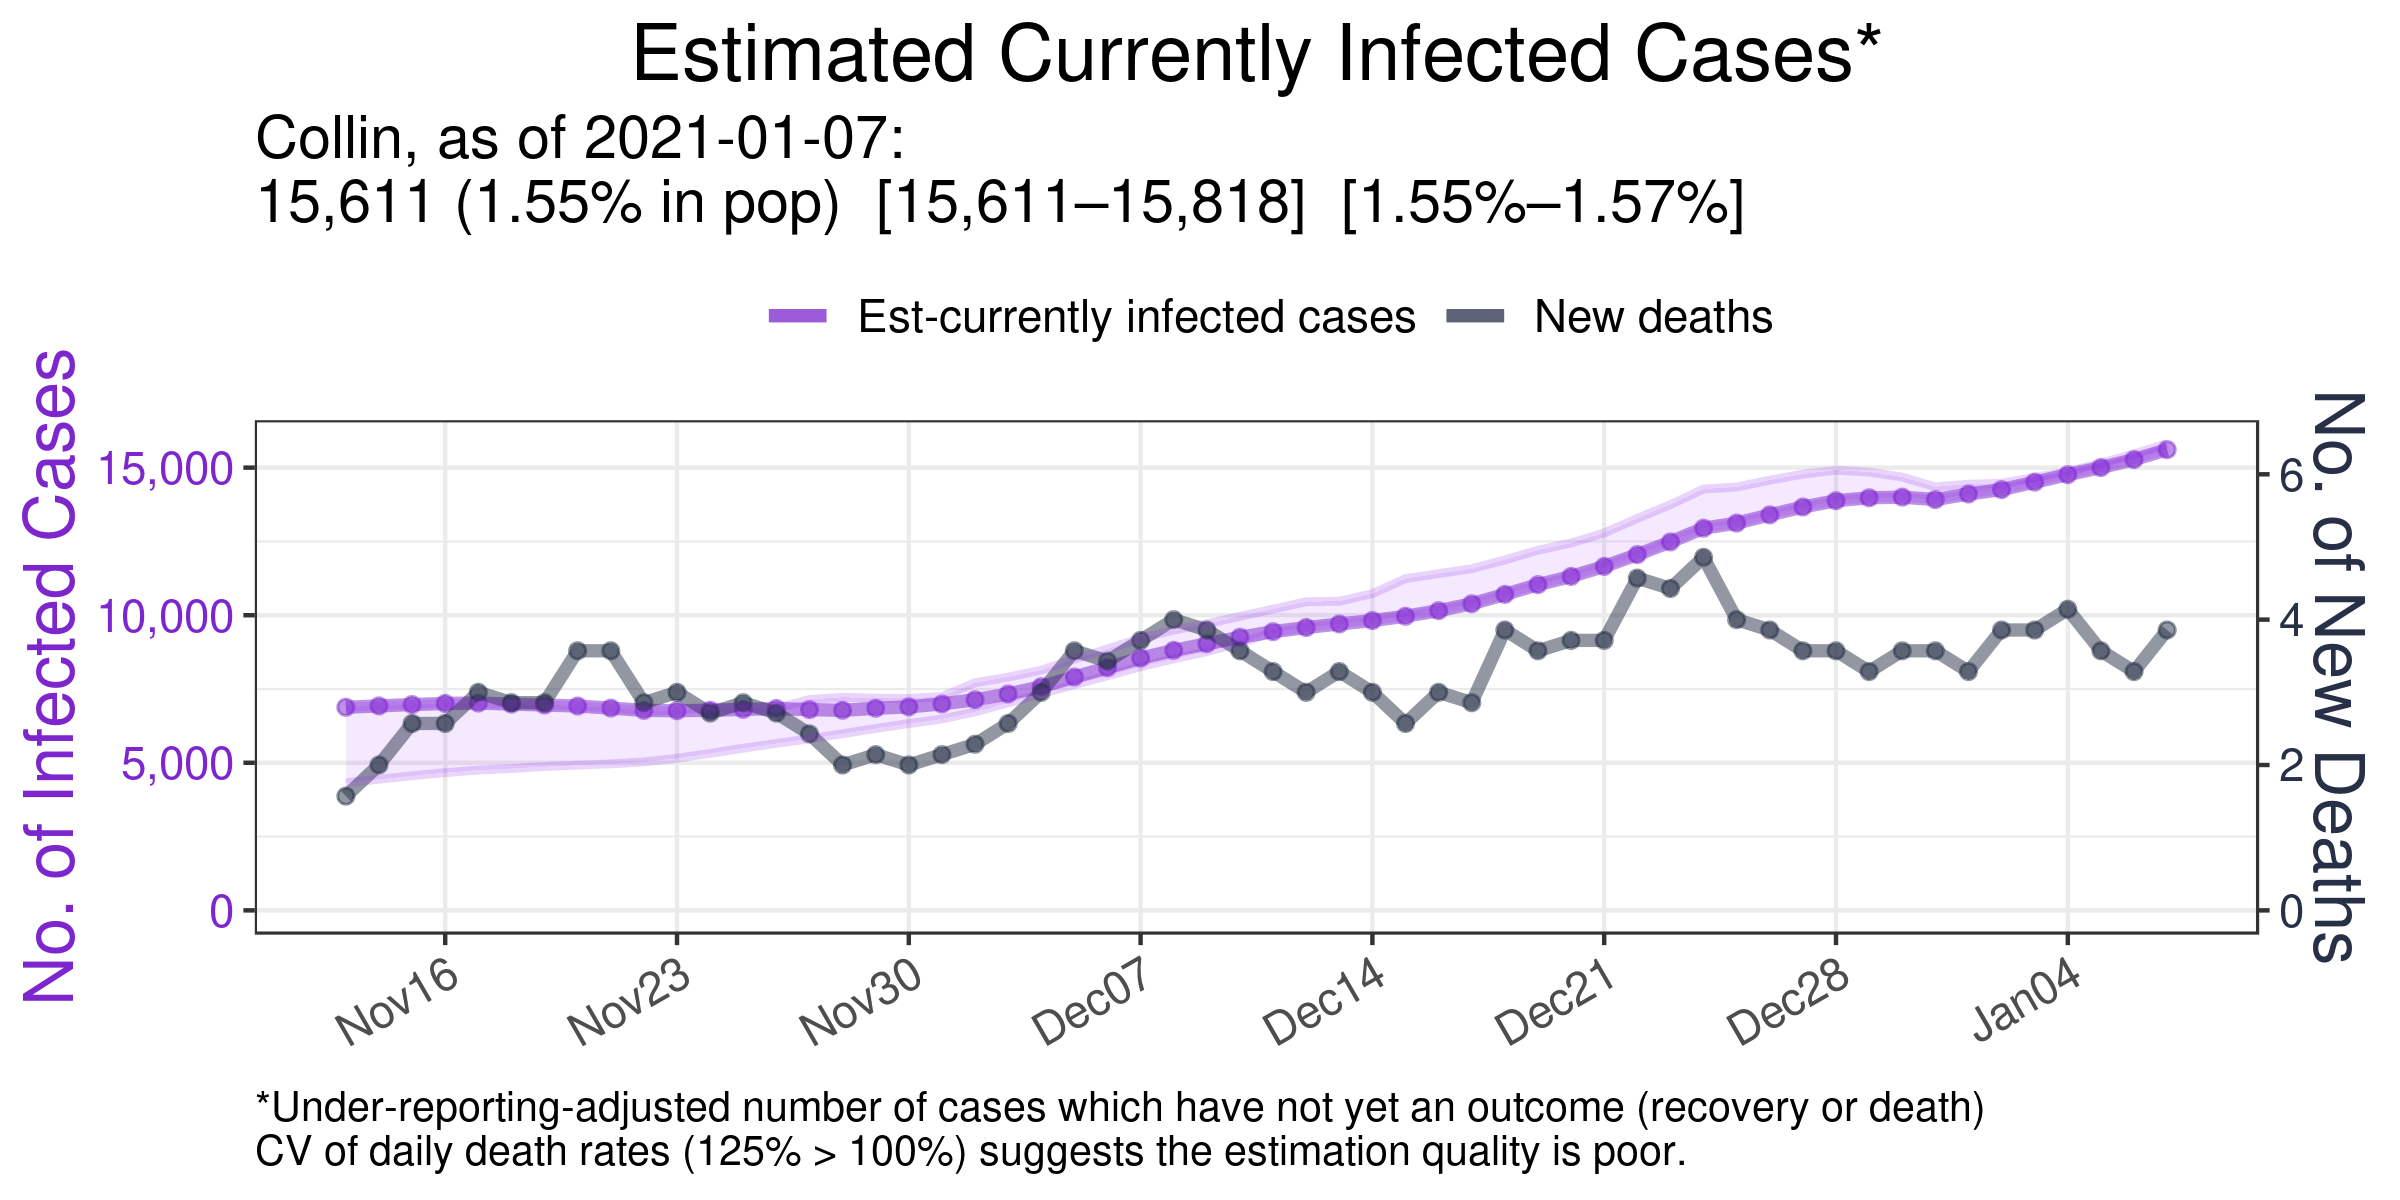 Estimated Currently Infected Cases*
Collin, as of 2021-01-07:
15,611 (1.55% in pop) [15,611–15,818] [1.55%–1.57%]
Est-currently infected cases
New deaths
No. of Infected Cases
15,000
10,000
5,000
0
No. of New Deaths
6
4
2
0
Nov16
Nov23
Nov30
Dec07
Dec14
Dec21
Dec28
Jan04
*Under-reporting-adjusted number of cases which have not yet an outcome (recovery or death)
CV of daily death rates (125% > 100%) suggests the estimation quality is poor.